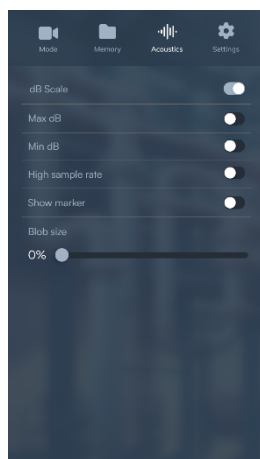 Mode
Memory
Acoustics
Settings
dB Scale
Max dB
Min dB
High sample rate
Show marker
Blob size
0%